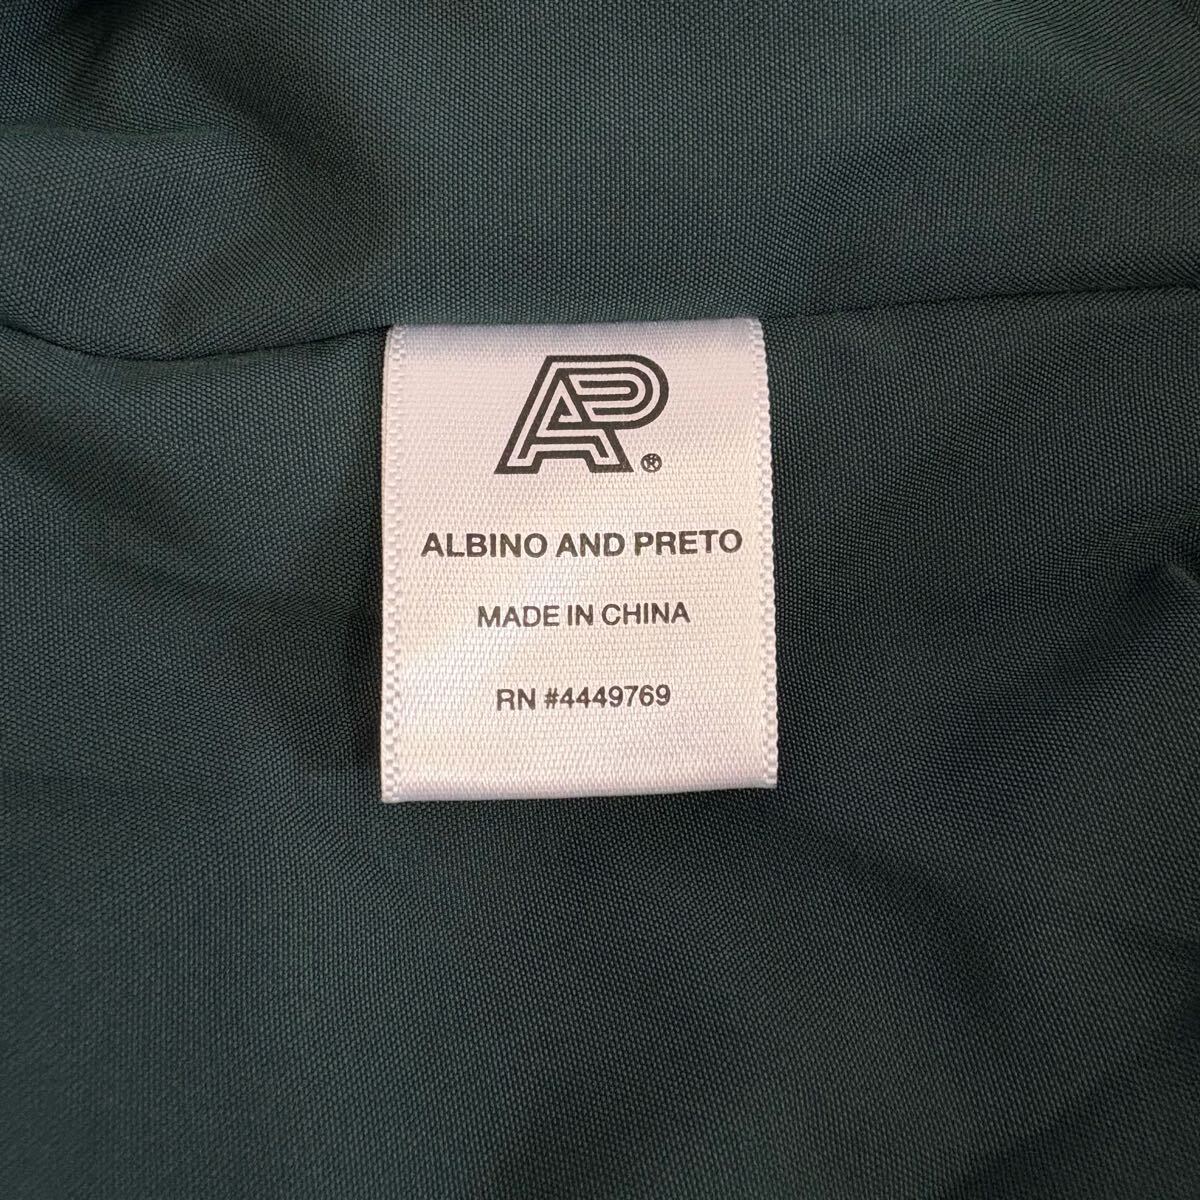 AP®
ALBINO AND PRETO
MADE IN CHINA
RN #4449769